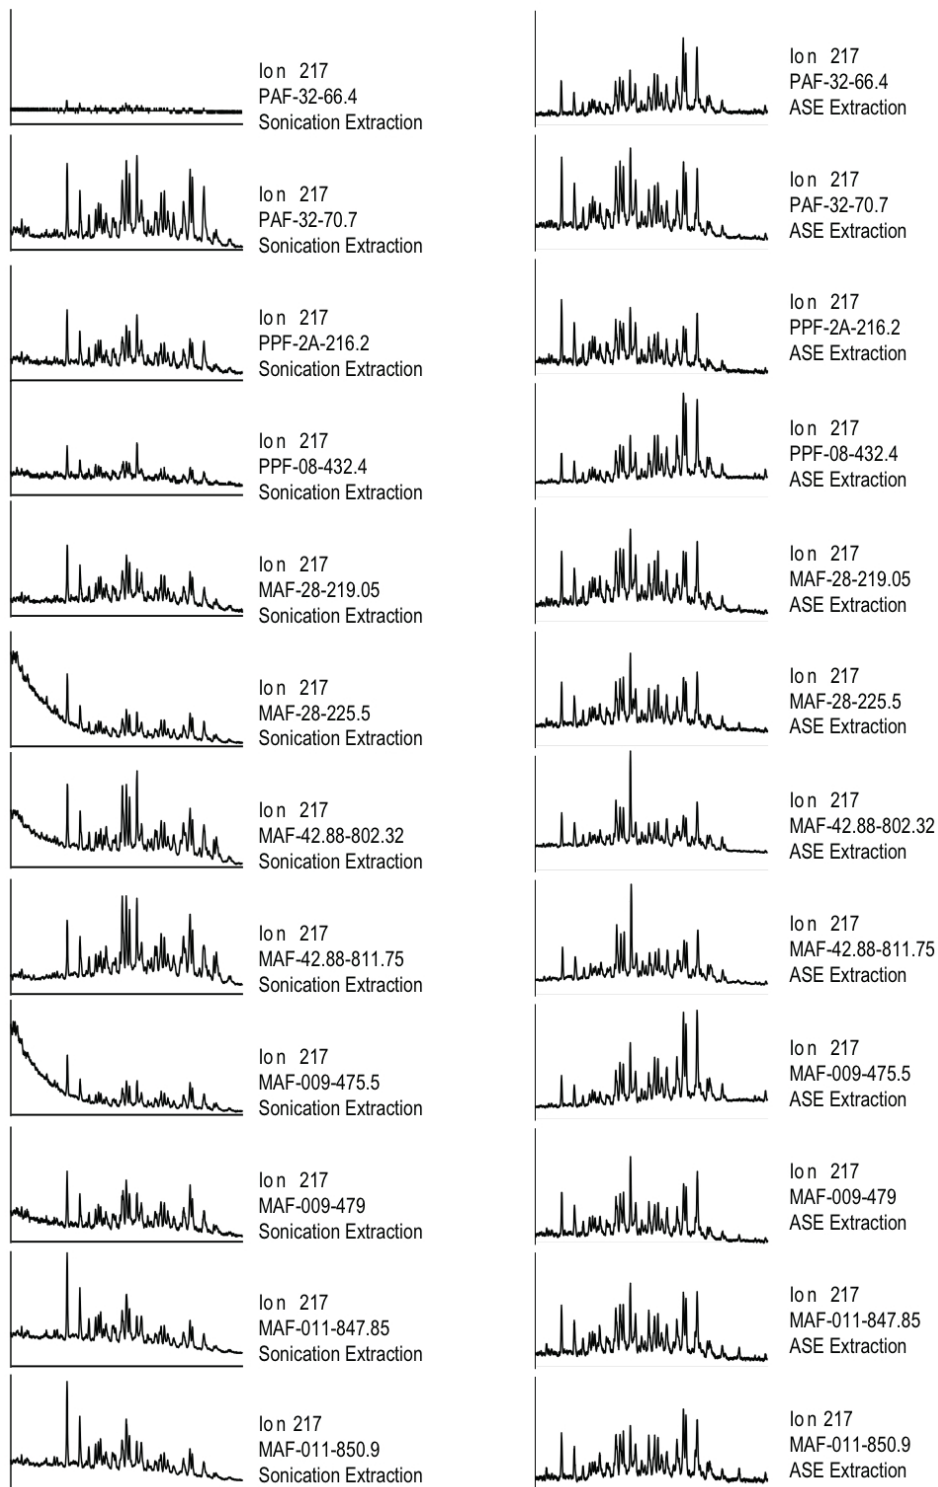 Ion 217
PAF-32-66.4
Sonication Extraction
Ion 217
PAF-32-66.4
ASE Extraction
Ion 217
PAF-32-70.7
Sonication Extraction
Ion 217
PAF-32-70.7
ASE Extraction
Ion 217
PPF-2A-216.2
Sonication Extraction
Ion 217
PPF-2A-216.2
ASE Extraction
Ion 217
PPF-08-432.4
Sonication Extraction
Ion 217
PPF-08-432.4
ASE Extraction
Ion 217
MAF-28-219.05
Sonication Extraction
Ion 217
MAF-28-219.05
ASE Extraction
Ion 217
MAF-28-225.5
Sonication Extraction
Ion 217
MAF-28-225.5
ASE Extraction
Ion 217
MAF-42.88-802.32
Sonication Extraction
Ion 217
MAF-42.88-802.32
ASE Extraction
Ion 217
MAF-42.88-811.75
Sonication Extraction
Ion 217
MAF-42.88-811.75
ASE Extraction
Ion 217
MAF-009-475.5
Sonication Extraction
Ion 217
MAF-009-475.5
ASE Extraction
Ion 217
MAF-009-479
Sonication Extraction
Ion 217
MAF-009-479
ASE Extraction
Ion 217
MAF-011-847.85
Sonication Extraction
Ion 217
MAF-011-847.85
ASE Extraction
Ion 217
MAF-011-850.9
Sonication Extraction
Ion 217
MAF-011-850.9
ASE Extraction